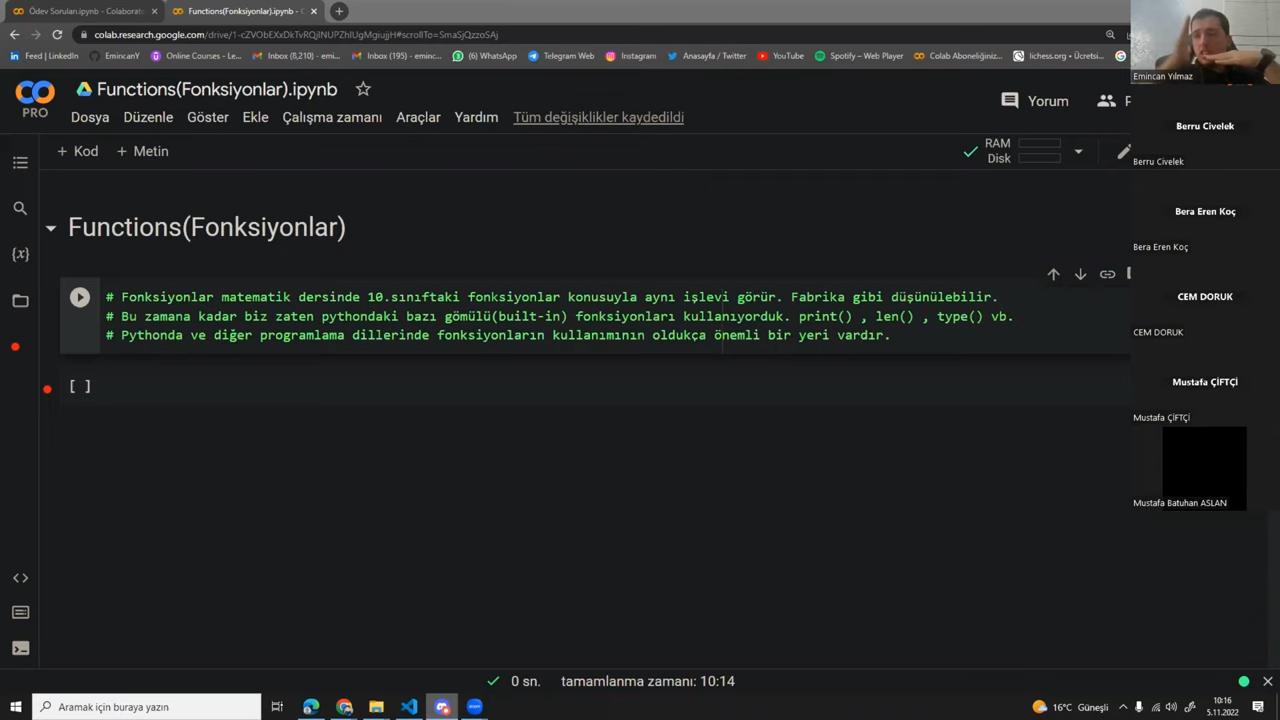 Ödev Soruları.ipynb - Colaborato
Functions(Fonksiyonlar).ipynb - C
colab.research.google.com/drive/1-cZVObEXxDkTvRQjlNUPZhIUgMgiujjH#scrollTo=SmaSjQzzoSAj
Feed | LinkedIn
EmincanY
Online Courses - Le...
Inbox (8,210) - emi...
Inbox (195) - emin...
(6) WhatsApp
Telegram Web
Instagram
Anasayfa / Twitter
YouTube
Spotify – Web Player
Colab Aboneliğiniz...
lichess.org • Ücretsi...
PRO
Functions(Fonksiyonlar).ipynb
Dosya Düzenle Göster Ekle Çalışma zamanı Araçlar Yardım Tüm değişiklikler kaydedildi
Yorum
+ Kod + Metin
RAM
Disk
Functions(Fonksiyonlar)
# Fonksiyonlar matematik dersinde 10.sınıftaki fonksiyonlar konusuyla aynı işlevi görür. Fabrika gibi düşünülebilir.
# Bu zamana kadar biz zaten pythondaki bazı gömülü(built-in) fonksiyonları kullanıyorduk. print() , len() , type() vb.
# Pythonda ve diğer programlama dillerinde fonksiyonların kullanımının oldukça önemli bir yeri vardır.
[ ]
{x}
<>
0 sn. tamamlanma zamanı: 10:14
Emincan Yılmaz
Berru Civelek
Berru Civelek
Bera Eren Koç
Bera Eren Koç
CEM DORUK
CEM DORUK
Mustafa ÇİFTÇİ
Mustafa ÇİFTÇİ
Mustafa Batuhan ASLAN
Aramak için buraya yazın
16°C Güneşli
10:16
5.11.2022